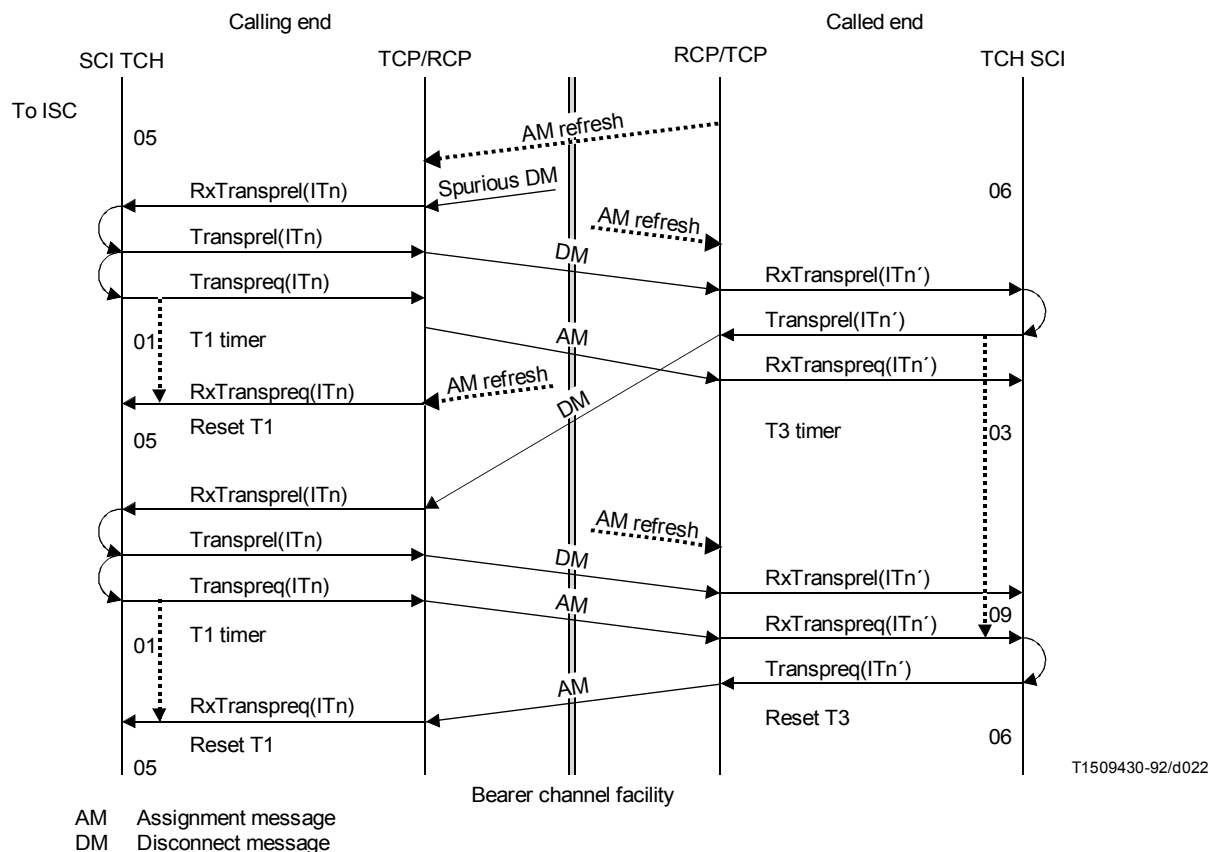 Calling end
Called end
SCI TCH
TCP/RCP
RCP/TCP
TCH SCI
To ISC
05
AM refresh
06
RxTransprel(ITn)
Spurious DM
AM refresh
Transprel(ITn)
DM
RxTransprel(ITn´)
Transpreq(ITn)
Transprel(ITn´)
01
T1 timer
AM
RxTranspreq(ITn´)
RxTranspreq(ITn)
AM refresh
DM
Reset T1
05
T3 timer
03
RxTransprel(ITn)
AM refresh
Transprel(ITn)
DM
RxTransprel(ITn´)
Transpreq(ITn)
AM
09
RxTranspreq(ITn´)
01
T1 timer
Transpreq(ITn´)
AM
RxTranspreq(ITn)
Reset T3
Reset T1
06
05
T1509430-92/d022
Bearer channel facility
AM Assignment message
DM Disconnect message